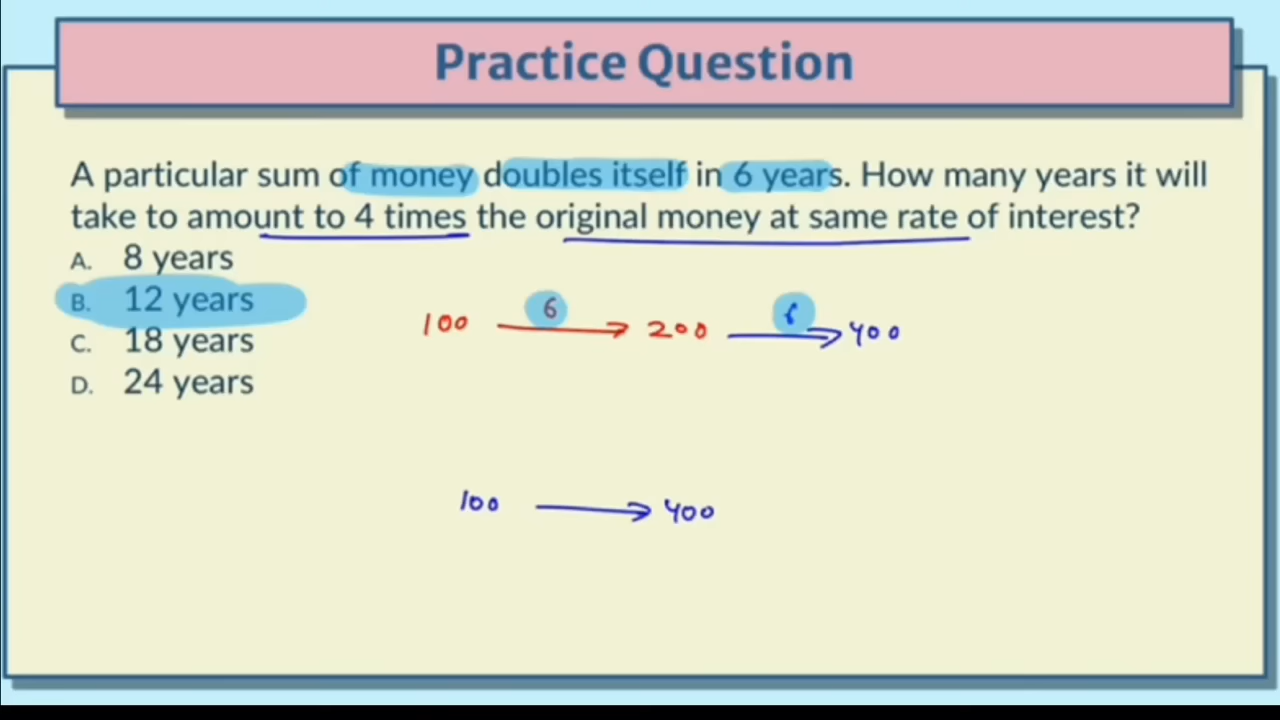 Practice Question
A particular sum of money doubles itself in 6 years. How many years it will
take to amount to 4 times the original money at same rate of interest?
A. 8 years
B. 12 years
C. 18 years
D. 24 years
100 6 200 6 400
100 400